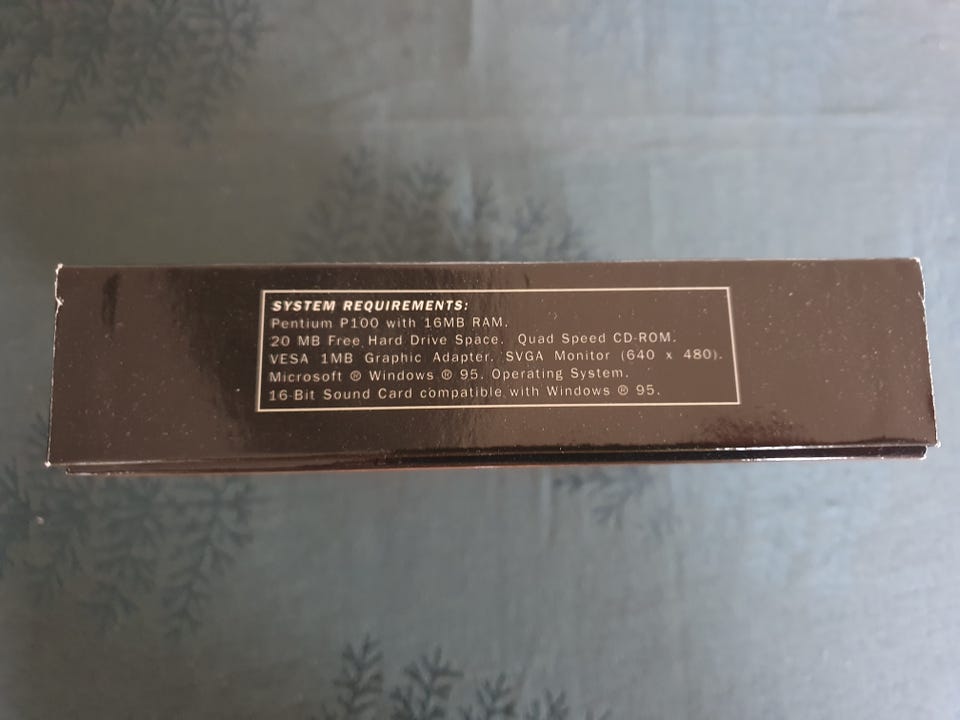 SYSTEM REQUIREMENTS:
Pentium P100 with 16MB RAM.
20 MB Free Hard Drive Space. Quad Speed CD-ROM.
VESA 1MB Graphic Adapter. SVGA Monitor (640 x 480).
Microsoft ® Windows ® 95. Operating System.
16-Bit Sound Card compatible with Windows ® 95.